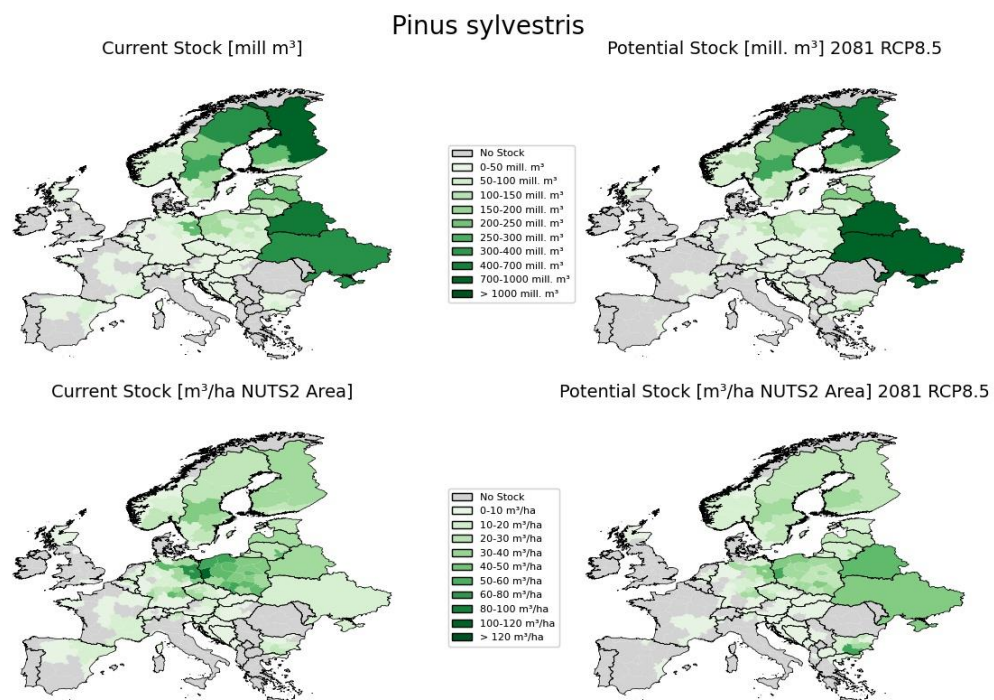 Pinus sylvestris
Current Stock [mill m³]
Potential Stock [mill. m³] 2081 RCP8.5
No Stock
0-50 mill. m³
50-100 mill. m³
100-150 mill. m³
150-200 mill. m³
200-250 mill. m³
250-300 mill. m³
300-400 mill. m³
400-700 mill. m³
700-1000 mill. m³
> 1000 mill. m³
Current Stock [m³/ha NUTS2 Area]
Potential Stock [m³/ha NUTS2 Area] 2081 RCP8.5
No Stock
0-10 m³/ha
10-20 m³/ha
20-30 m³/ha
30-40 m³/ha
40-50 m³/ha
50-60 m³/ha
60-80 m³/ha
80-100 m³/ha
100-120 m³/ha
> 120 m³/ha